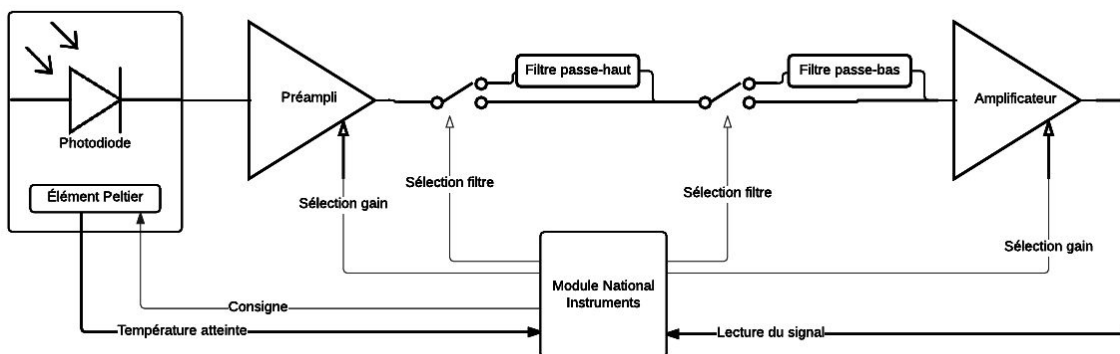 Filtre passe-haut
Filtre passe-bas
Préampli
Amplificateur
Photodiode
Sélection filtre
Sélection filtre
Élément Peltier
Sélection gain
Sélection gain
Module National
Instruments
Consigne
Température atteinte
Lecture du signal